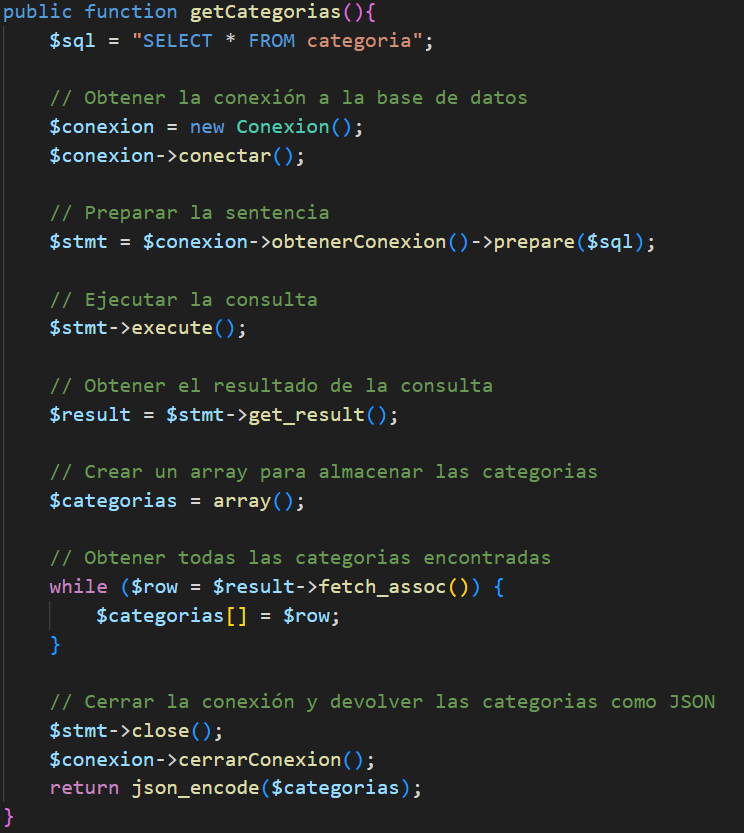 public function getCategorias(){
    $sql = "SELECT * FROM categoria";

    // Obtener la conexión a la base de datos
    $conexion = new Conexion();
    $conexion->conectar();

    // Preparar la sentencia
    $stmt = $conexion->obtenerConexion()->prepare($sql);

    // Ejecutar la consulta
    $stmt->execute();

    // Obtener el resultado de la consulta
    $result = $stmt->get_result();

    // Crear un array para almacenar las categorias
    $categorias = array();

    // Obtener todas las categorias encontradas
    while ($row = $result->fetch_assoc()) {
        $categorias[] = $row;
    }

    // Cerrar la conexión y devolver las categorias como JSON
    $stmt->close();
    $conexion->cerrarConexion();
    return json_encode($categorias);
}